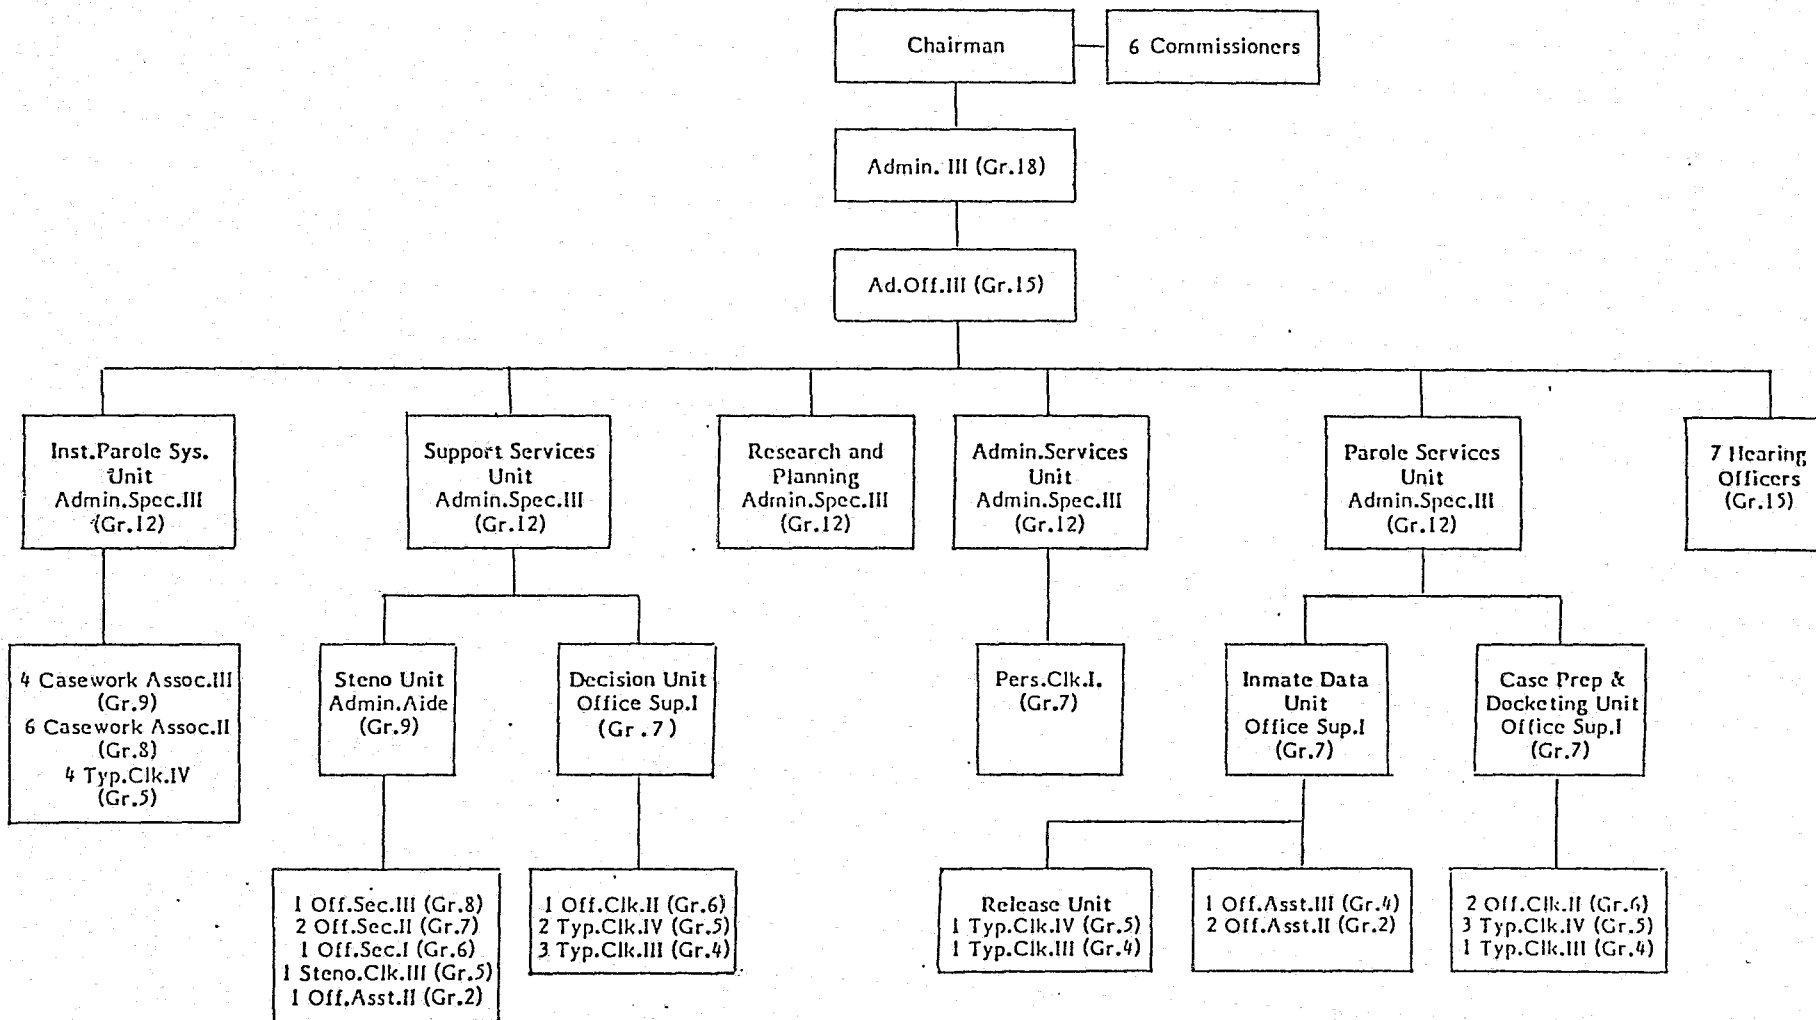 Chairman
6 Commissioners
Admin. III (Gr.18)
Ad.Off.III (Gr.15)
Inst.Parole Sys.
Unit
Admin.Spec.III
(Gr.12)
Support Services
Unit
Admin.Spec.III
(Gr.12)
Research and
Planning
Admin.Spec.III
(Gr.12)
Admin.Services
Unit
Admin.Spec.III
(Gr.12)
Parole Services
Unit
Admin.Spec.III
(Gr.12)
7 Hearing
Officers
(Gr.15)
4 Casework Assoc.III
(Gr.9)
6 Casework Assoc.II
(Gr.8)
4 Typ.Clk.IV
(Gr.5)
Steno Unit
Admin.Aide
(Gr.9)
Decision Unit
Office Sup.I
(Gr.7)
Pers.Clk.I.
(Gr.7)
Inmate Data
Unit
Office Sup.I
(Gr.7)
Case Prep &
Docketing Unit
Office Sup.I
(Gr.7)
1 Off.Sec.III (Gr.8)
2 Off.Sec.II (Gr.7)
1 Off.Sec.I (Gr.6)
1 Steno.Clk.III (Gr.5)
1 Off.Asst.II (Gr.2)
1 Off.Clk.II (Gr.6)
2 Typ.Clk.IV (Gr.5)
3 Typ.Clk.III (Gr.4)
Release Unit
1 Typ.Clk.IV (Gr.5)
1 Typ.Clk.III (Gr.4)
1 Off.Asst.III (Gr.4)
2 Off.Asst.II (Gr.2)
2 Off.Clk.II (Gr.6)
3 Typ.Clk.IV (Gr.5)
1 Typ.Clk.III (Gr.4)